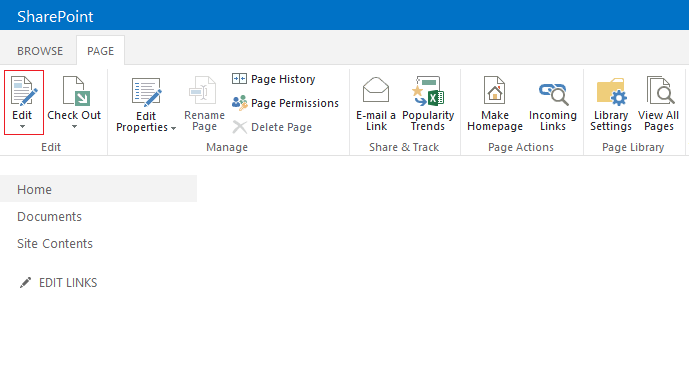 SharePoint
BROWSE
PAGE
Edit
Check Out
Edit
Edit
Properties
Rename
Page
Page History
Page Permissions
Delete Page
Manage
E-mail a
Link
Popularity
Trends
Share & Track
Make
Homepage
Incoming
Links
Page Actions
Library
Settings
View All
Pages
Page Library
Home
Documents
Site Contents
EDIT LINKS